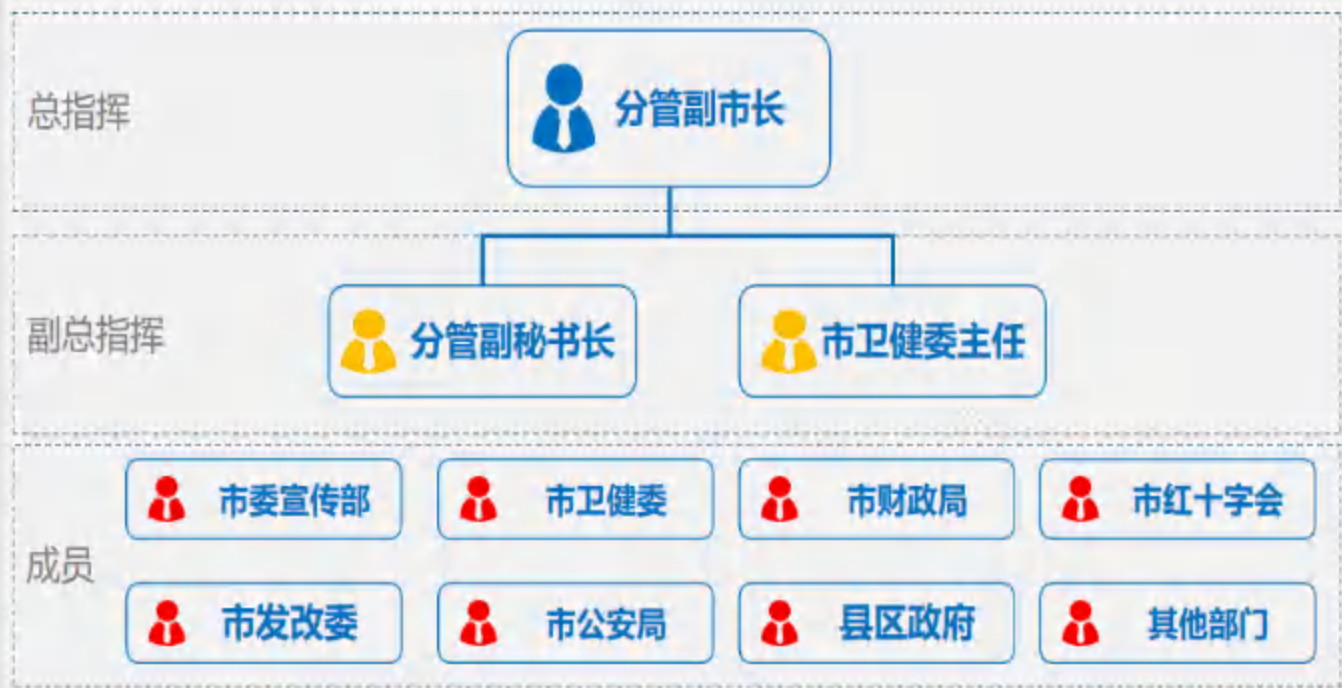 总指挥
分管副市长
副总指挥
分管副秘书长
市卫健委主任
成员
市委宣传部
市卫健委
市财政局
市红十字会
市发改委
市公安局
县区政府
其他部门